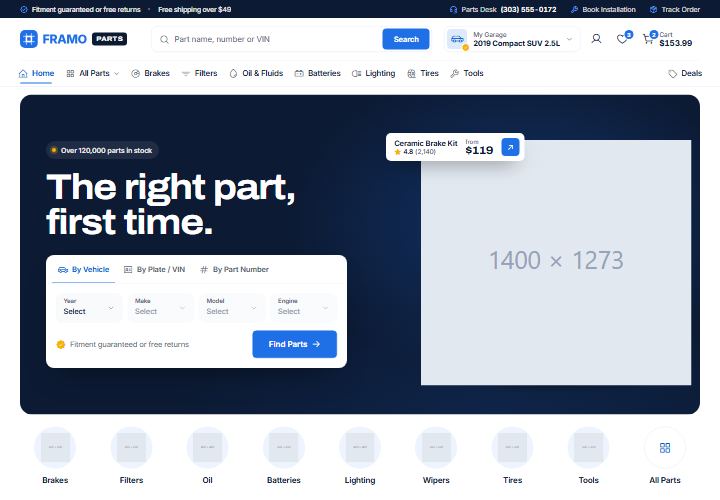 Fitment guaranteed or free returns · Free shipping over $49
Parts Desk (303) 555-0172
Book Installation
Track Order
FRAMO PARTS
Part name, number or VIN
Search
My Garage
2019 Compact SUV 2.5L
3
2
Cart
$153.99
Home
All Parts
Brakes
Filters
Oil & Fluids
Batteries
Lighting
Tires
Tools
Deals
Over 120,000 parts in stock
The right part,
first time.
Ceramic Brake Kit
4.8 (2,140)
from
$119
1400 × 1273
By Vehicle
By Plate / VIN
By Part Number
Year
Select
Make
Select
Model
Select
Engine
Select
Fitment guaranteed or free returns
Find Parts
Brakes
Filters
Oil
Batteries
Lighting
Wipers
Tires
Tools
All Parts